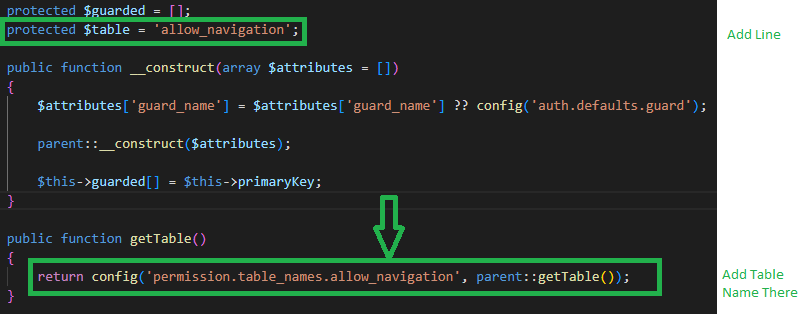 protected $guarded = [];
protected $table = 'allow_navigation';
Add Line
public function __construct(array $attributes = [])
{
$attributes['guard_name'] = $attributes['guard_name'] ?? config('auth.defaults.guard');
parent::__construct($attributes);
$this->guarded[] = $this->primaryKey;
}
public function getTable()
{
return config('permission.table_names.allow_navigation', parent::getTable());
}
Add Table
Name There